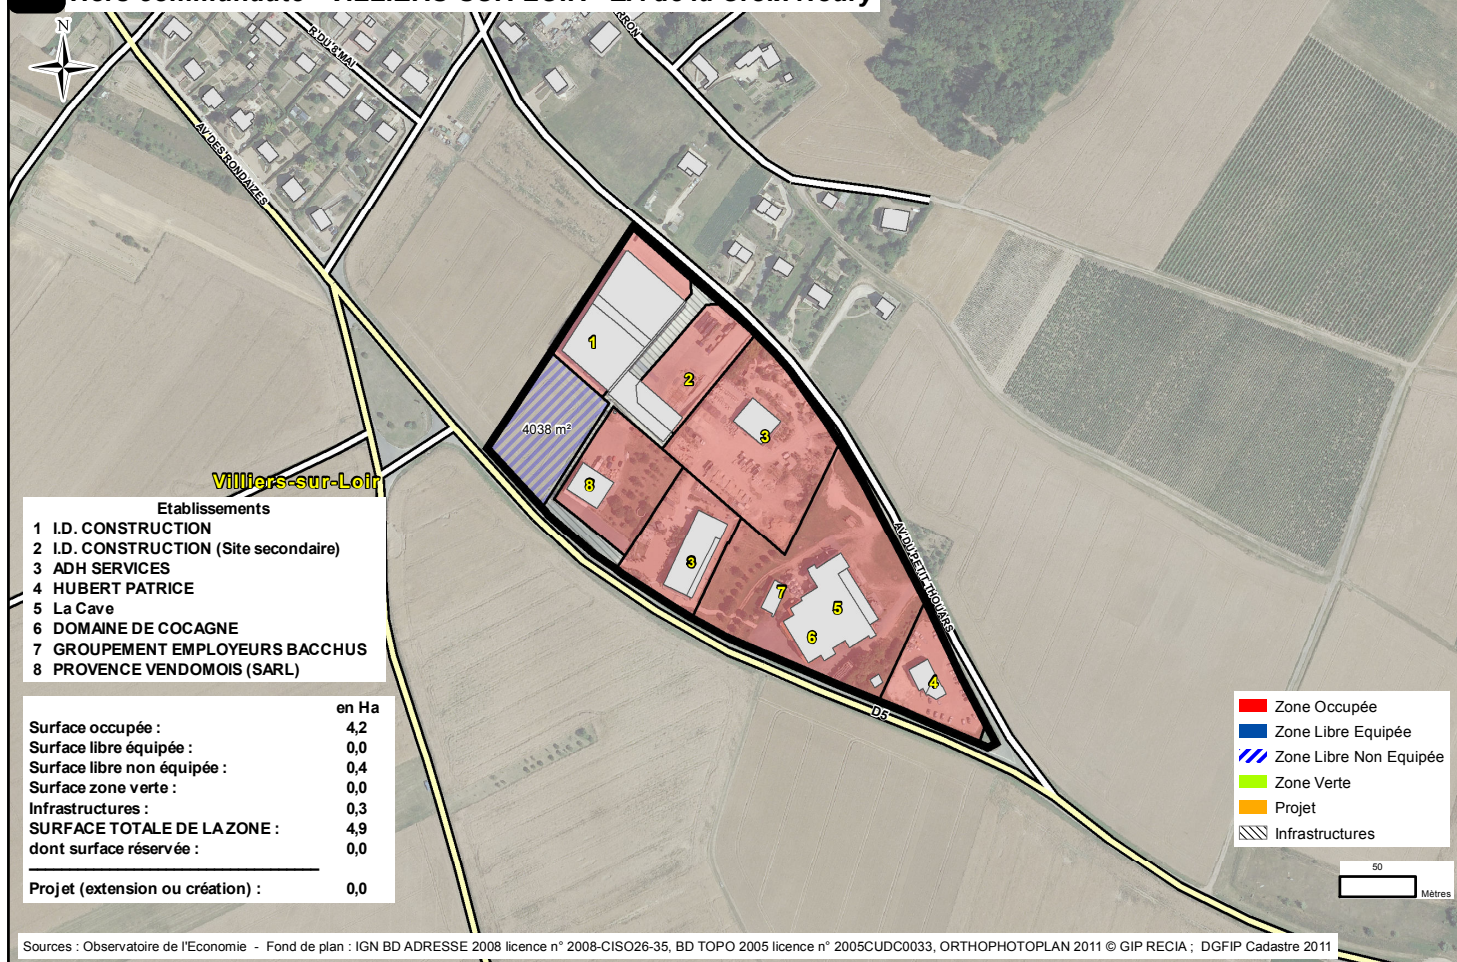 VILLIERS SUR LOIR - ZA de la Croix Fleury
N
R.DU 8 MAI
AV DES RONDAIZES
1
2
3
4038 m²
8
3
7
5
6
4
AV DU PETIT THOUARS
D5
Villiers-sur-Loir
Etablissements
1 I.D. CONSTRUCTION
2 I.D. CONSTRUCTION (Site secondaire)
3 ADH SERVICES
4 HUBERT PATRICE
5 La Cave
6 DOMAINE DE COCAGNE
7 GROUPEMENT EMPLOYEURS BACCHUS
8 PROVENCE VENDOMOIS (SARL)
en Ha
Surface occupée : 4,2
Surface libre équipée : 0,0
Surface libre non équipée : 0,4
Surface zone verte : 0,0
Infrastructures : 0,3
SURFACE TOTALE DE LA ZONE : 4,9
dont surface réservée : 0,0
Projet (extension ou création) : 0,0
Zone Occupée
Zone Libre Equipée
Zone Libre Non Equipée
Zone Verte
Projet
Infrastructures
50
Mètres
Sources : Observatoire de l'Economie - Fond de plan : IGN BD ADRESSE 2008 licence n° 2008-CISO26-35, BD TOPO 2005 licence n° 2005CUDC0033, ORTHOPHOTOPLAN 2011 © GIP RECIA ; DGFIP Cadastre 2011